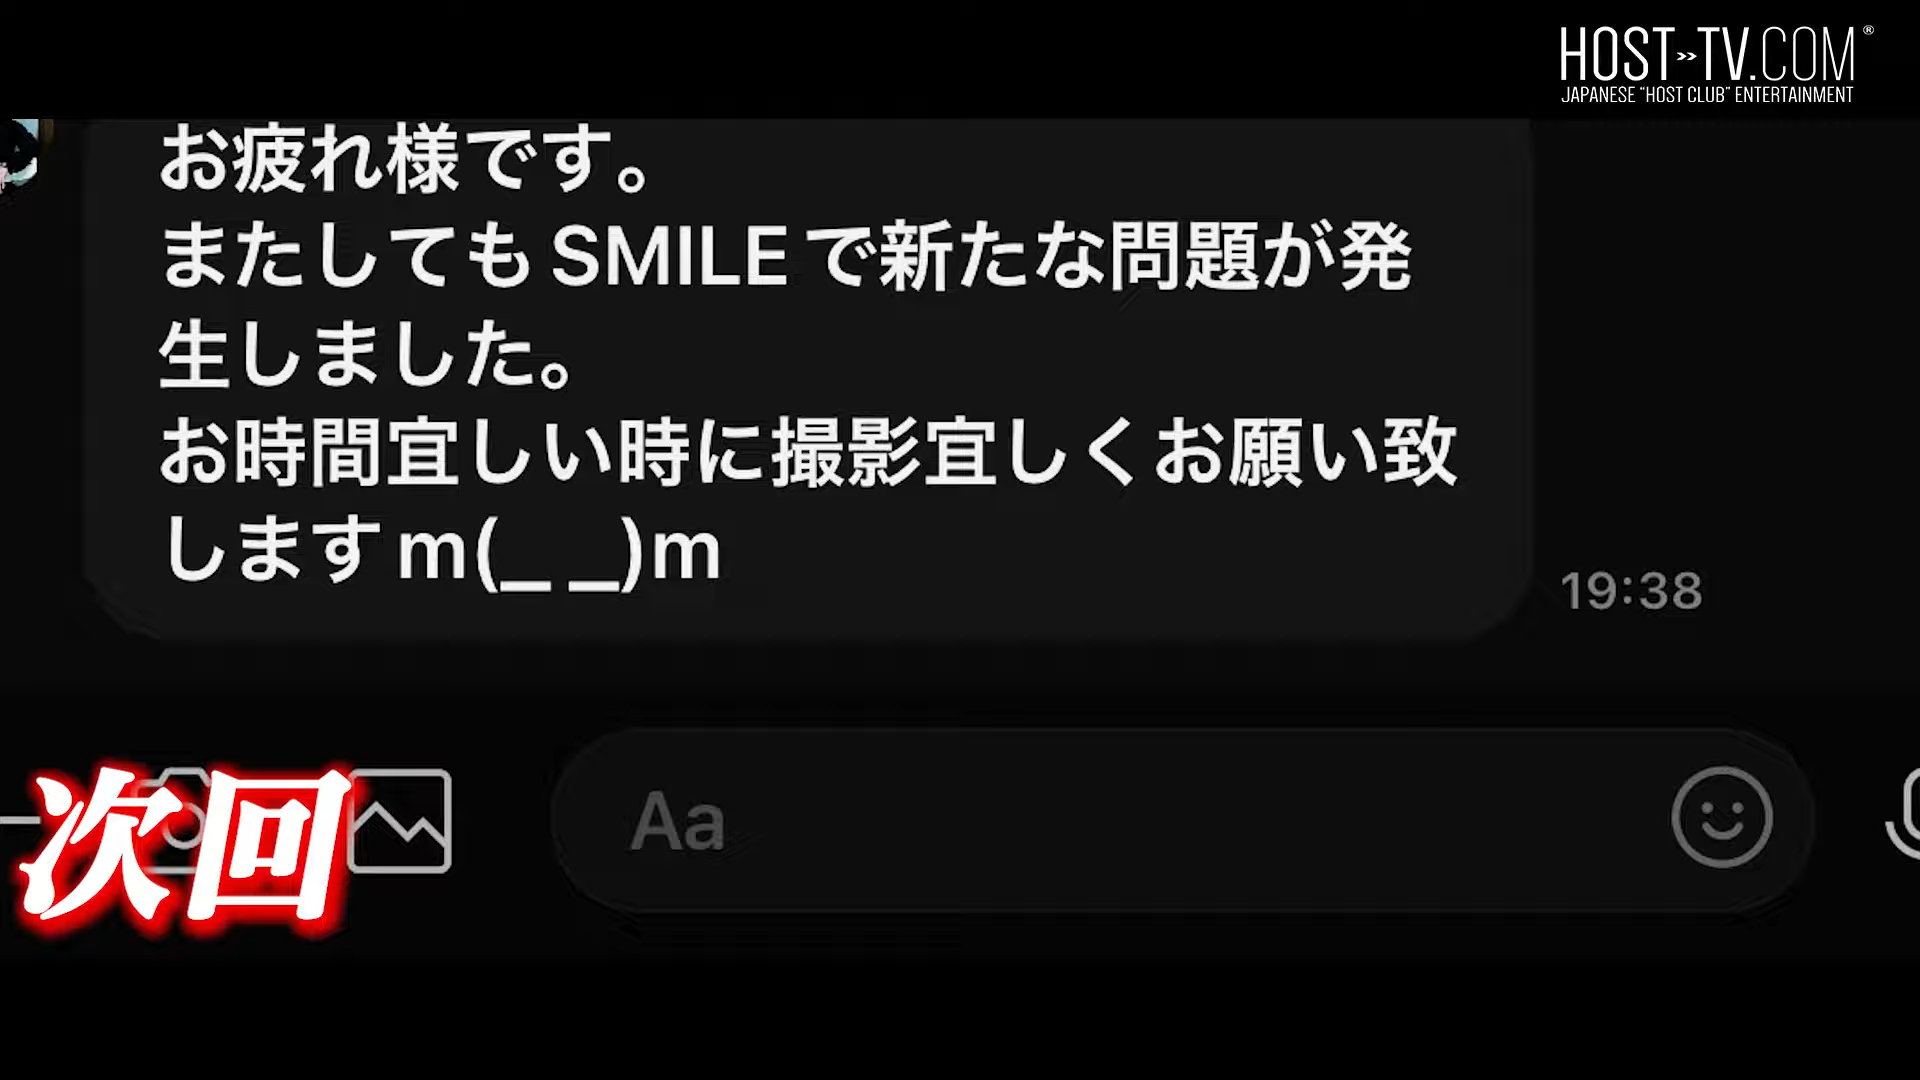 HOST»TV.COM®
JAPANESE “HOST CLUB” ENTERTAINMENT
お疲れ様です。
またしてもSMILEで新たな問題が発
生しました。
お時間宜しい時に撮影宜しくお願い致
しますm(_ _)m
19:38
次回
Aa